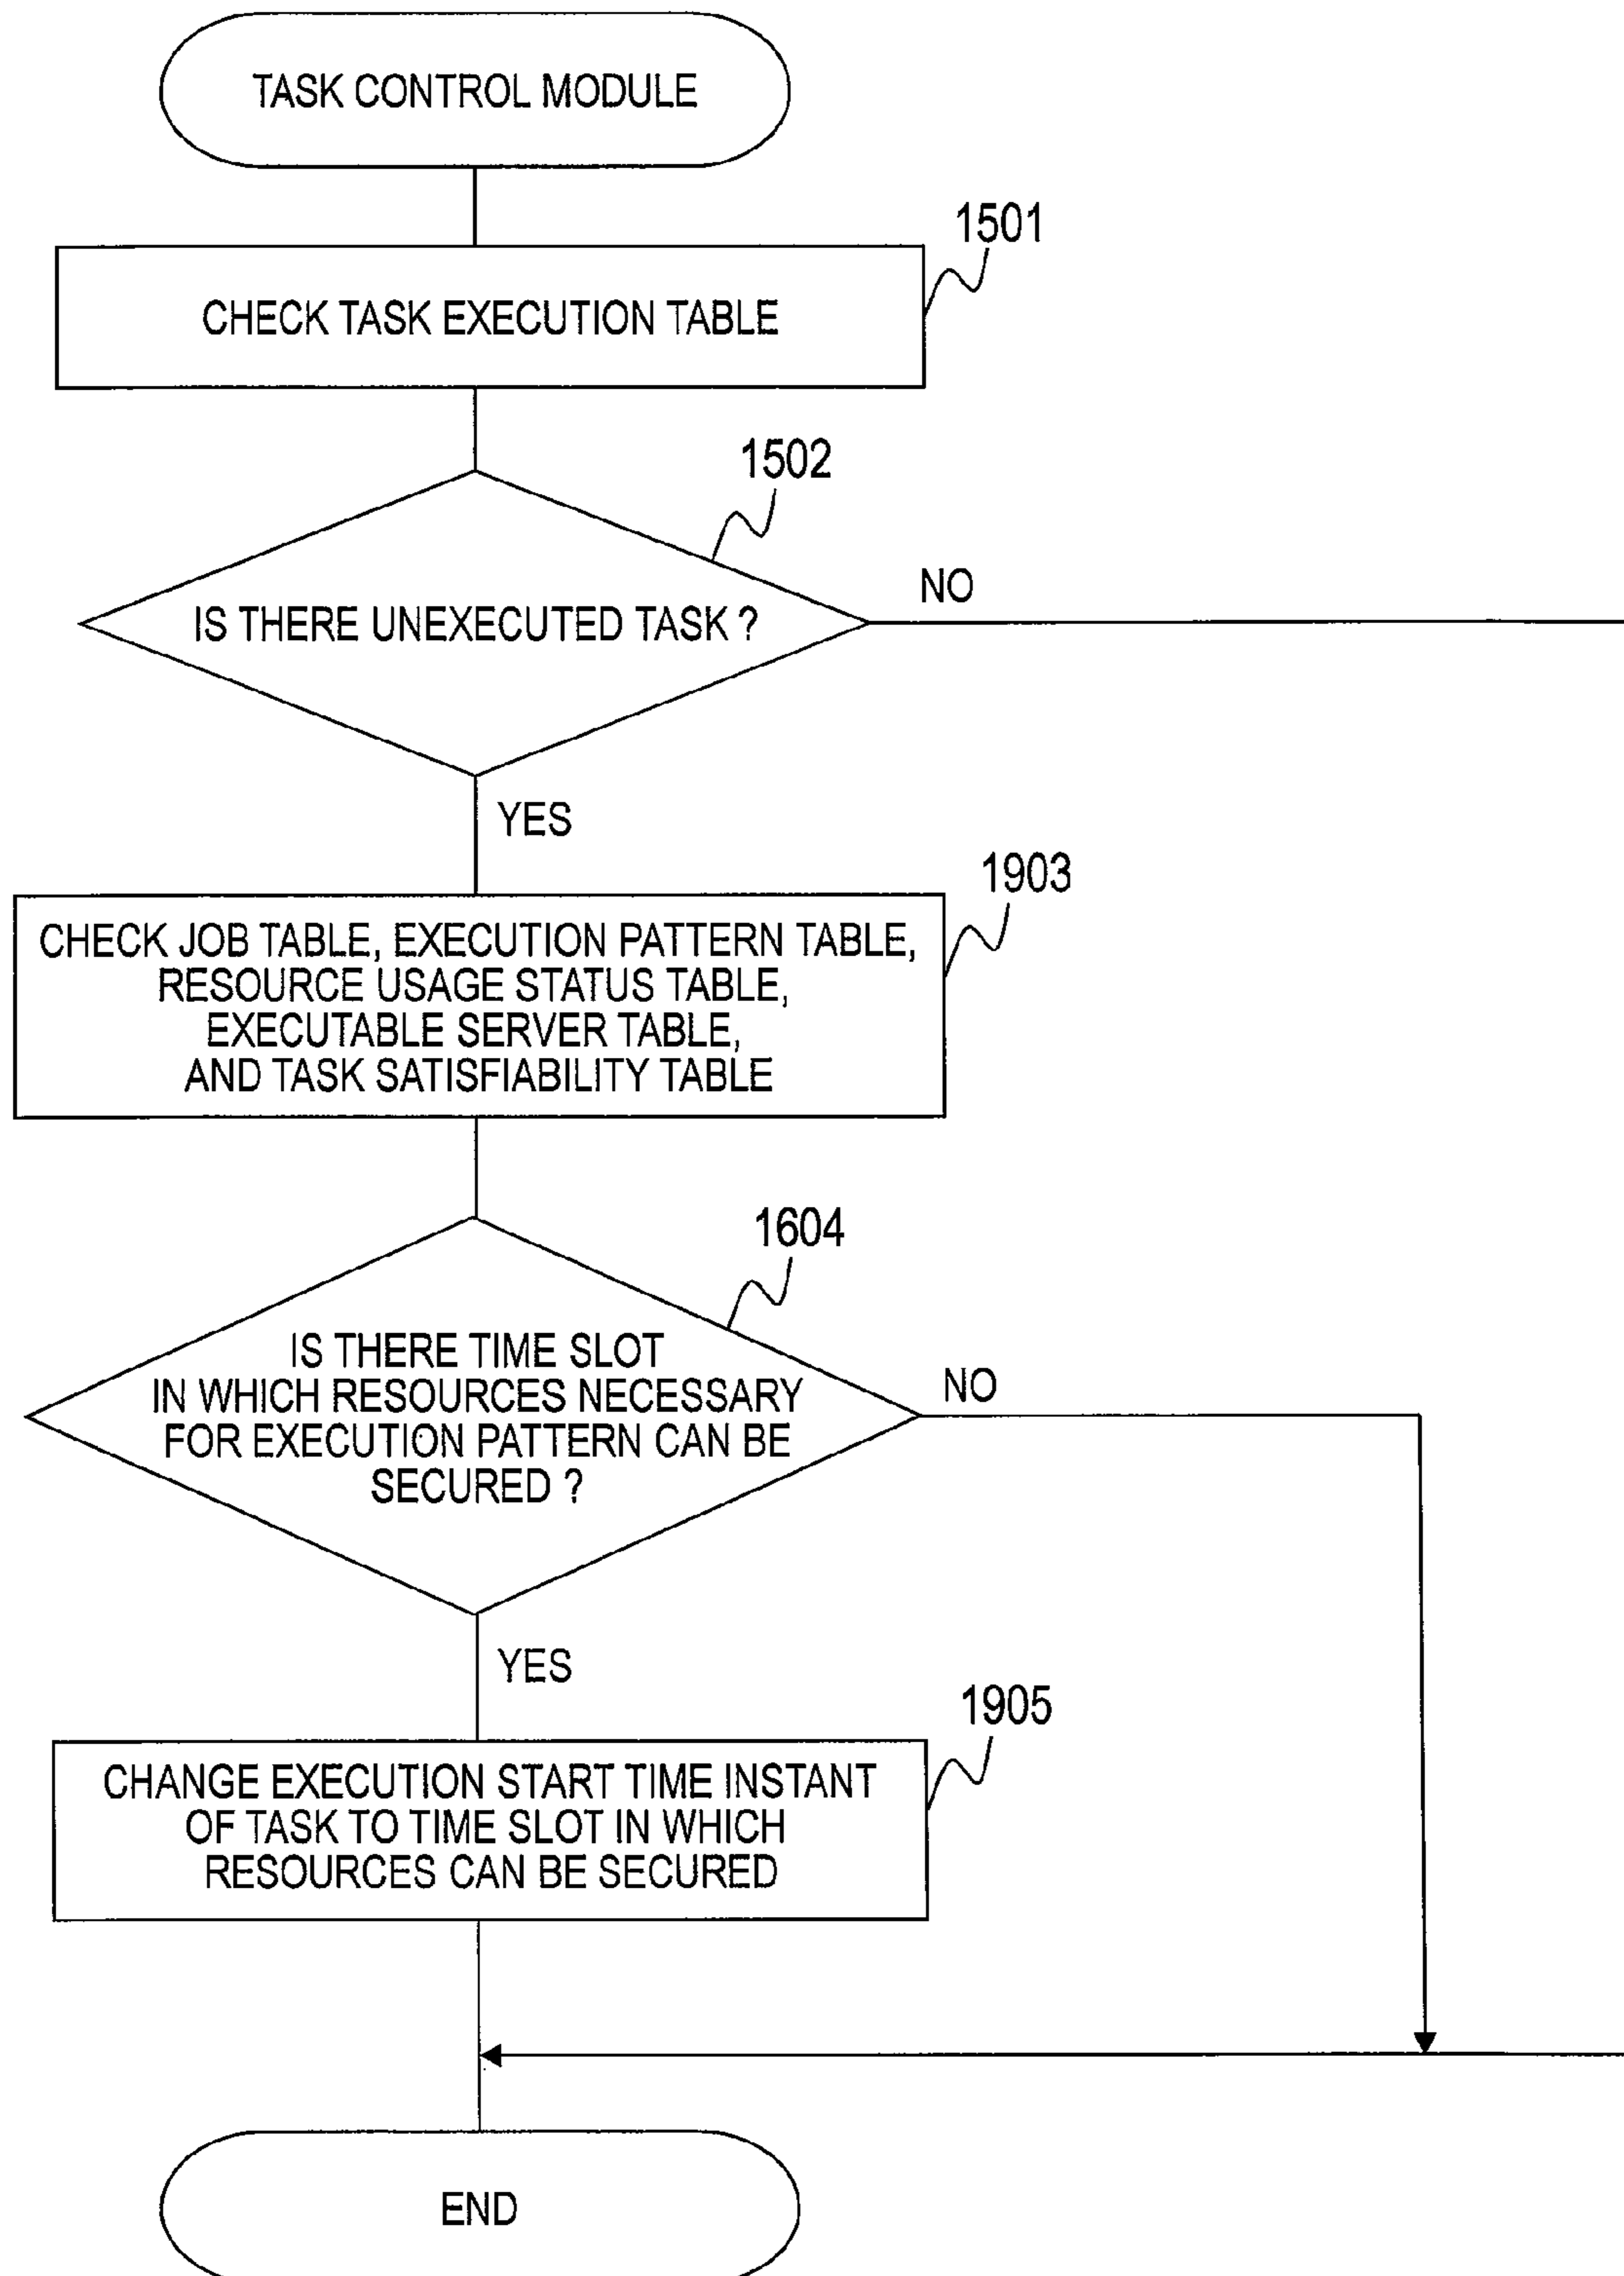 TASK CONTROL MODULE
1501
CHECK TASK EXECUTION TABLE
1502
IS THERE UNEXECUTED TASK ?
NO
YES
1903
CHECK JOB TABLE, EXECUTION PATTERN TABLE,
RESOURCE USAGE STATUS TABLE,
EXECUTABLE SERVER TABLE,
AND TASK SATISFIABILITY TABLE
1604
IS THERE TIME SLOT
IN WHICH RESOURCES NECESSARY
FOR EXECUTION PATTERN CAN BE
SECURED ?
NO
YES
1905
CHANGE EXECUTION START TIME INSTANT
OF TASK TO TIME SLOT IN WHICH
RESOURCES CAN BE SECURED
END